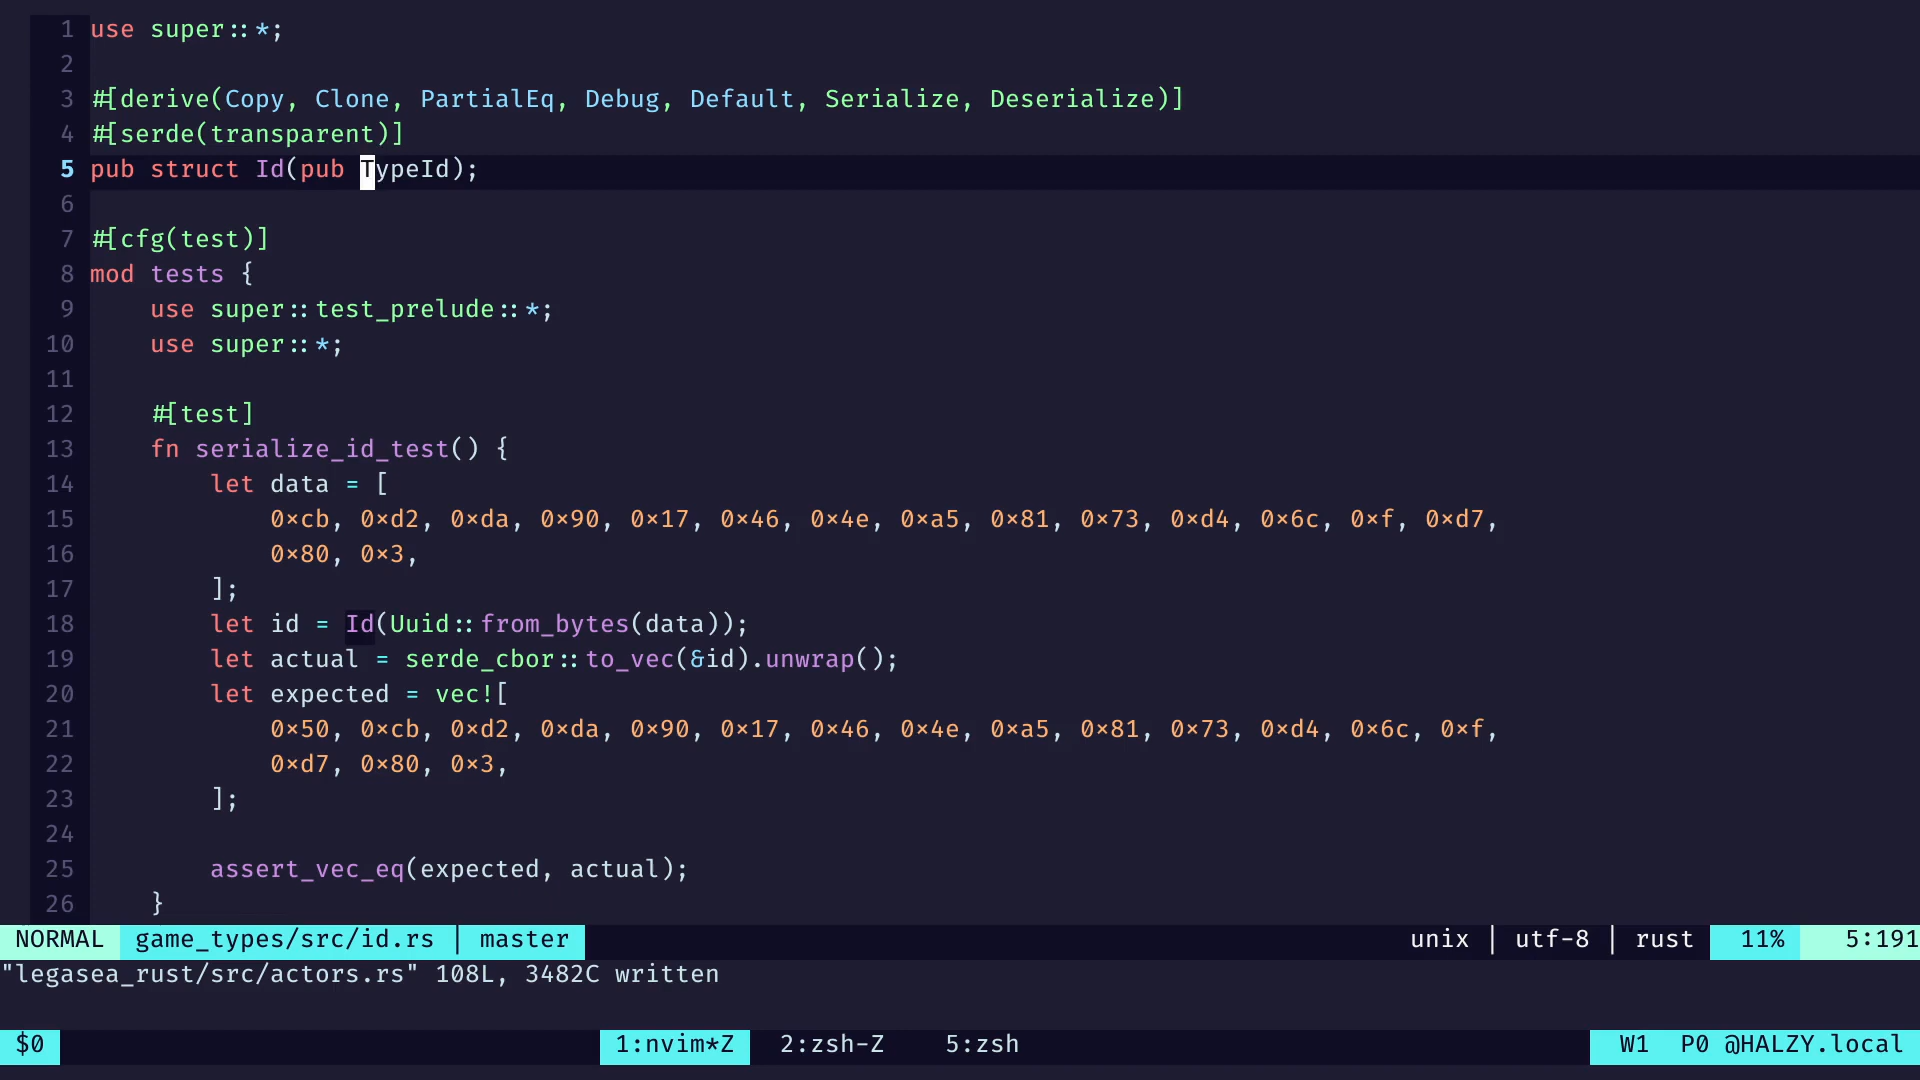 1 use super::*;
2
3 #[derive(Copy, Clone, PartialEq, Debug, Default, Serialize, Deserialize)]
4 #[serde(transparent)]
5 pub struct Id(pub TypeId);
6
7 #[cfg(test)]
8 mod tests {
9     use super::test_prelude::*;
10     use super::*;
11
12     #[test]
13     fn serialize_id_test() {
14         let data = [
15             0xcb, 0xd2, 0xda, 0x90, 0x17, 0x46, 0x4e, 0xa5, 0x81, 0x73, 0xd4, 0x6c, 0xf, 0xd7,
16             0x80, 0x3,
17         ];
18         let id = Id(Uuid::from_bytes(data));
19         let actual = serde_cbor::to_vec(&id).unwrap();
20         let expected = vec![
21             0x50, 0xcb, 0xd2, 0xda, 0x90, 0x17, 0x46, 0x4e, 0xa5, 0x81, 0x73, 0xd4, 0x6c, 0xf,
22             0xd7, 0x80, 0x3,
23         ];
24
25         assert_vec_eq(expected, actual);
26     }
NORMAL game_types/src/id.rs | master unix | utf-8 | rust 11% 5:191
"legasea_rust/src/actors.rs" 108L, 3482C written
$0 1:nvim*Z 2:zsh-Z 5:zsh W1 P0 @HALZY.local